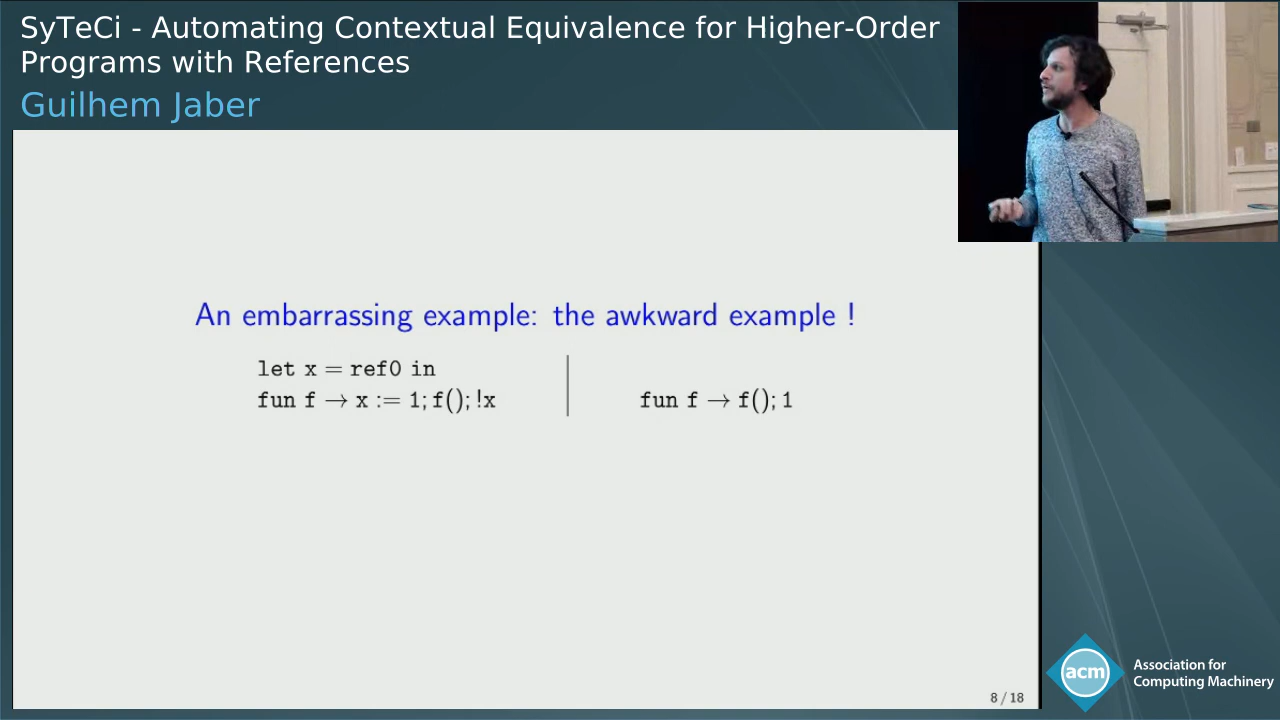 SyTeCi - Automating Contextual Equivalence for Higher-Order
Programs with References
Guilhem Jaber
An embarrassing example: the awkward example !
let x = ref0 in
fun f → x := 1; f(); !x
fun f → f(); 1
8 / 18
acm
Association for
Computing Machinery